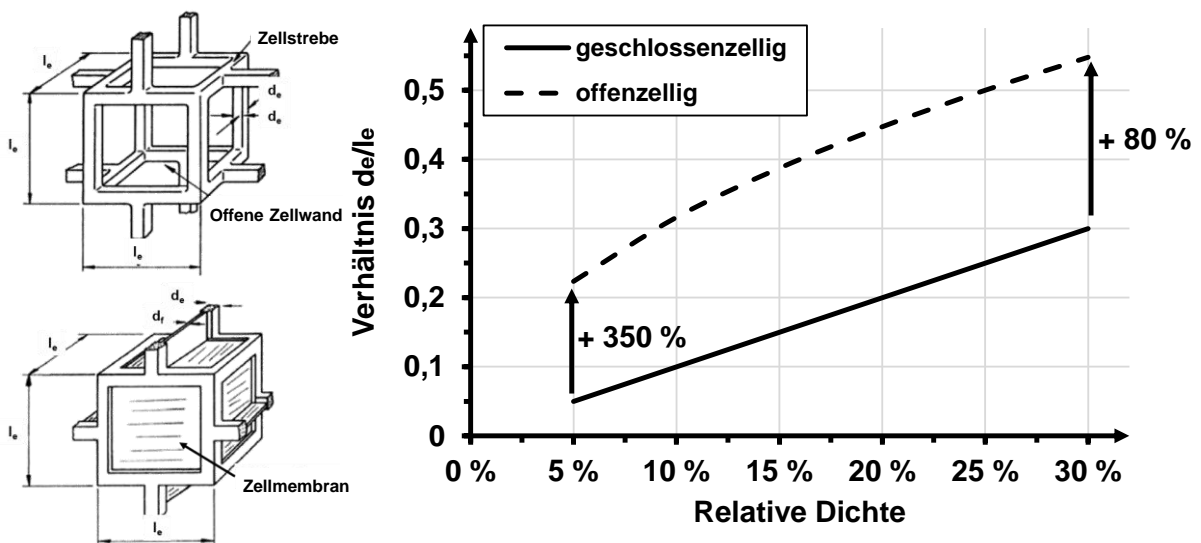 Zellstrebe
le
de
de
le
Offene Zellwand
le
de
df
le
le
Zellmembran
le
geschlossenzellig
offenzellig
Verhältnis de/le
0,5
0,4
0,3
0,2
0,1
0
+ 80 %
+ 350 %
0 % 5 % 10 % 15 % 20 % 25 % 30 %
Relative Dichte